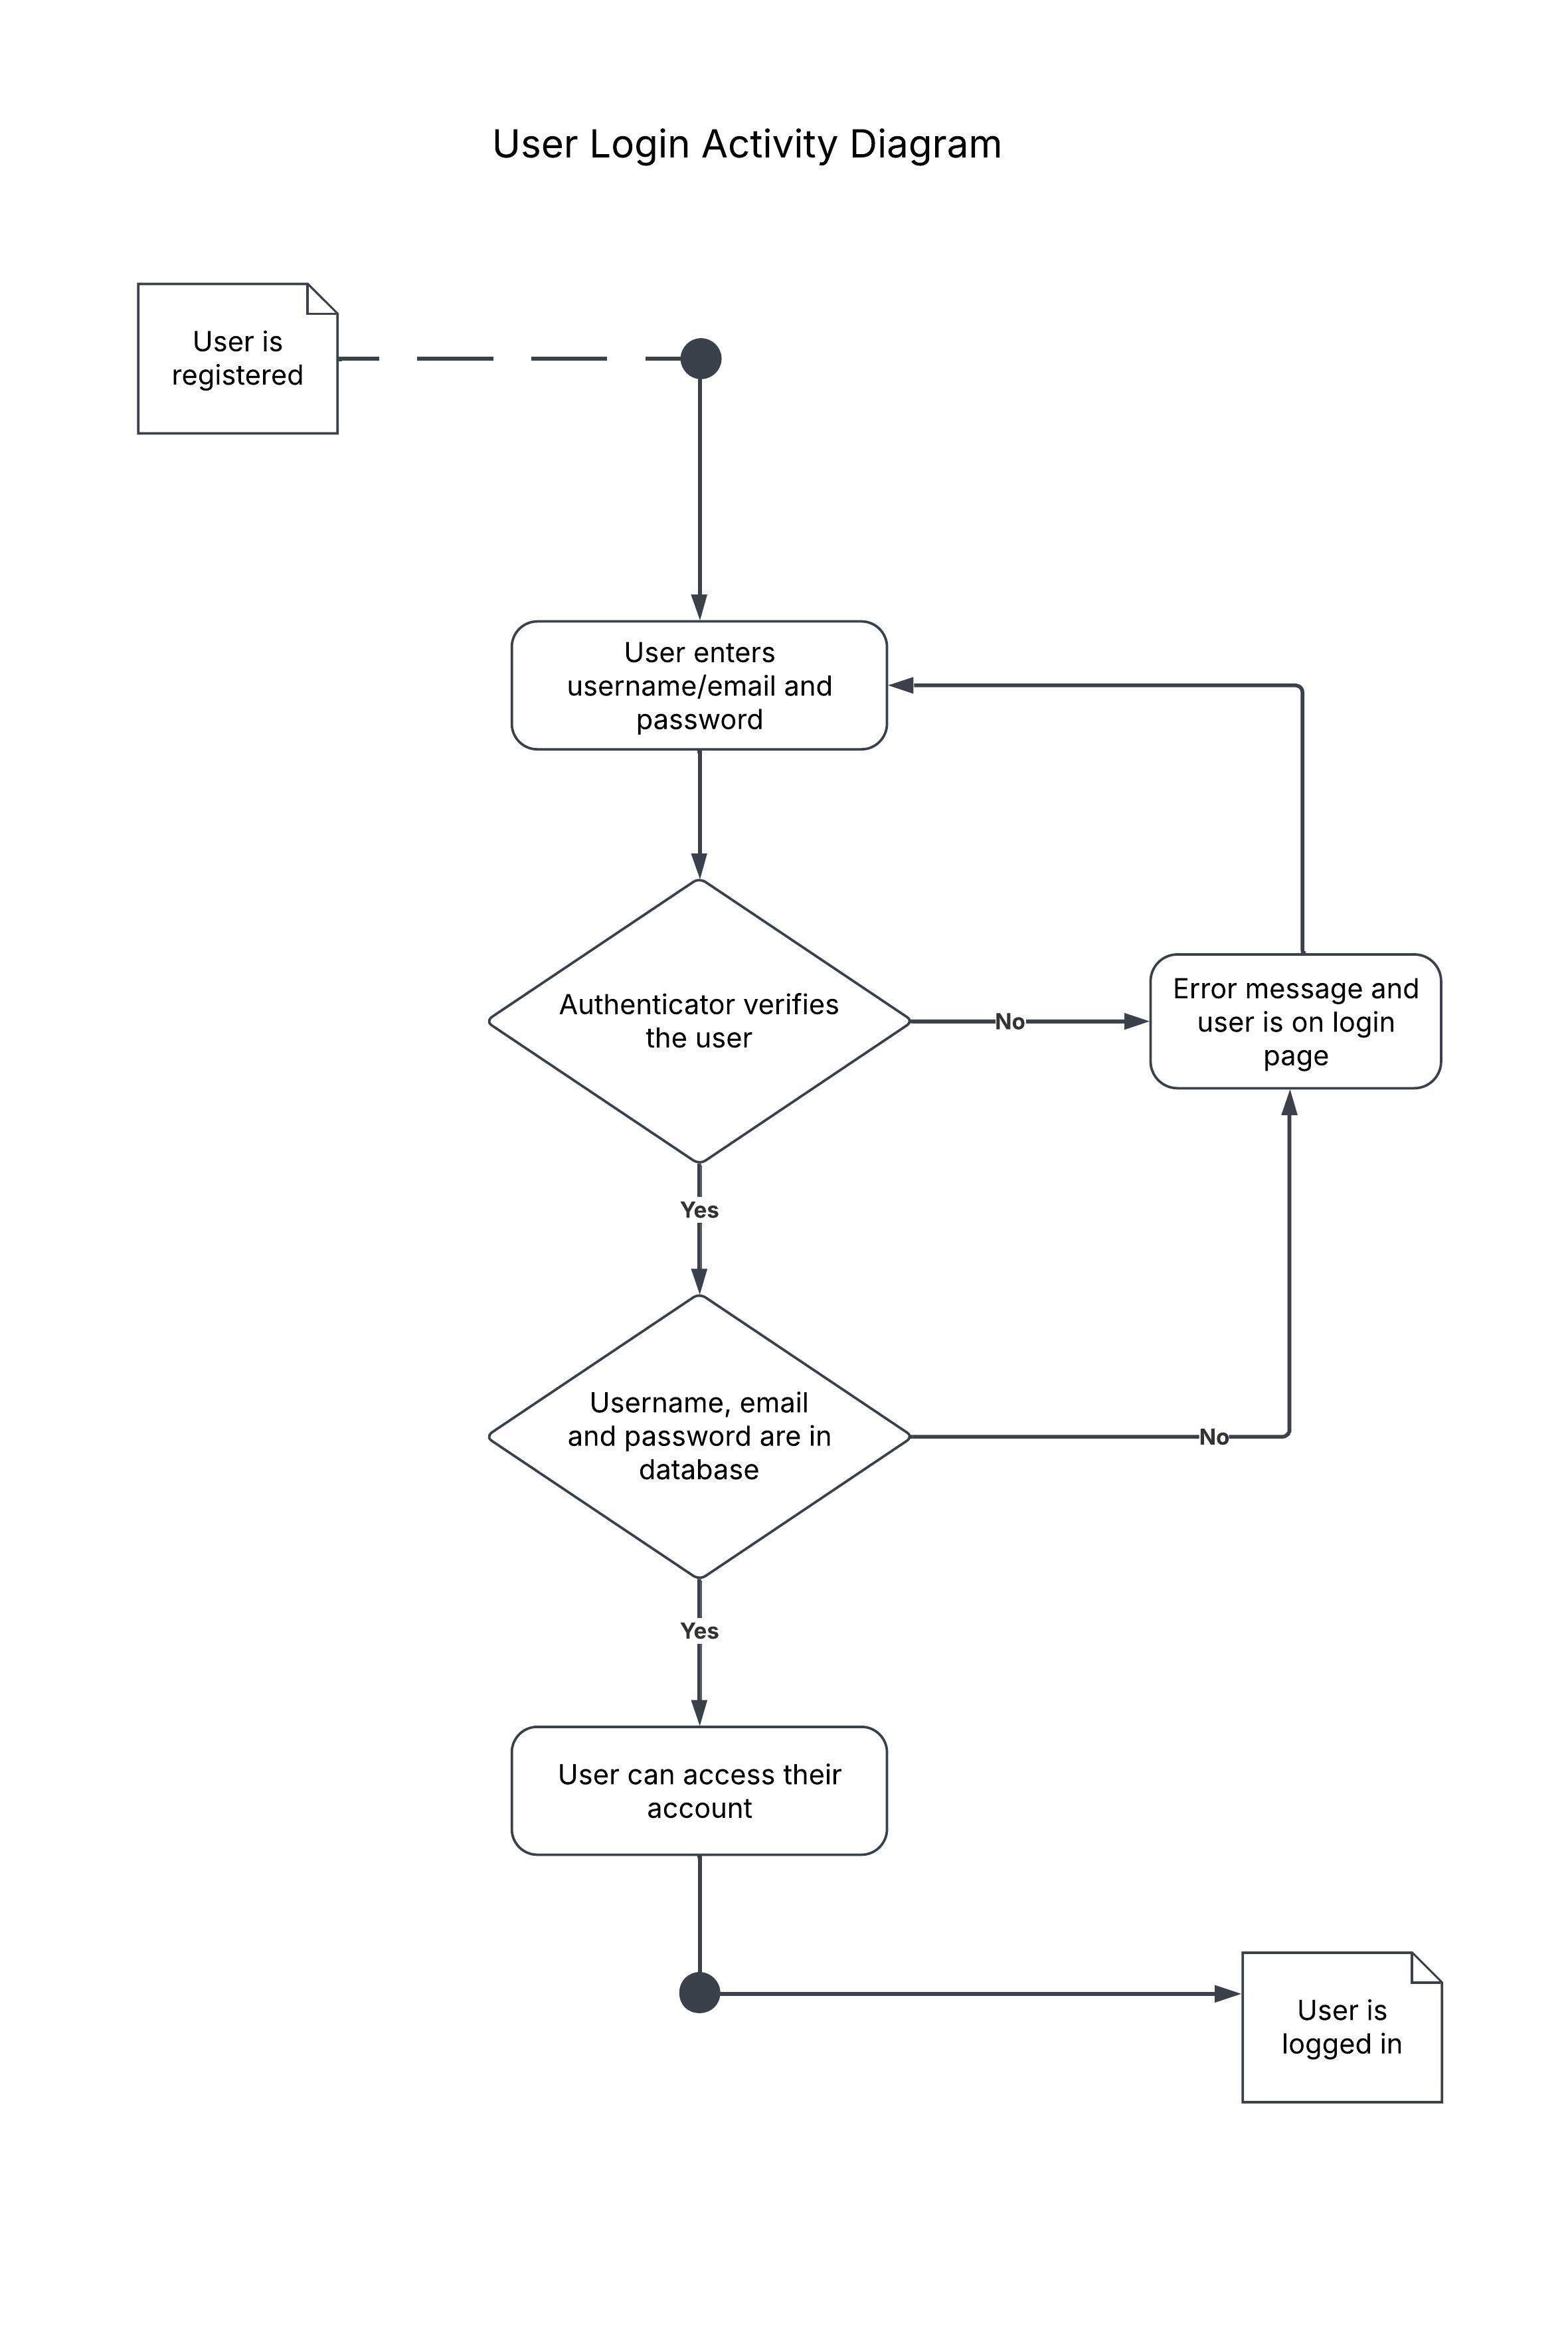 User Login Activity Diagram
User is
registered
User enters
username/email and
password
Authenticator verifies
the user
No
Error message and
user is on login
page
Yes
Username, email
and password are in
database
No
Yes
User can access their
account
User is
logged in